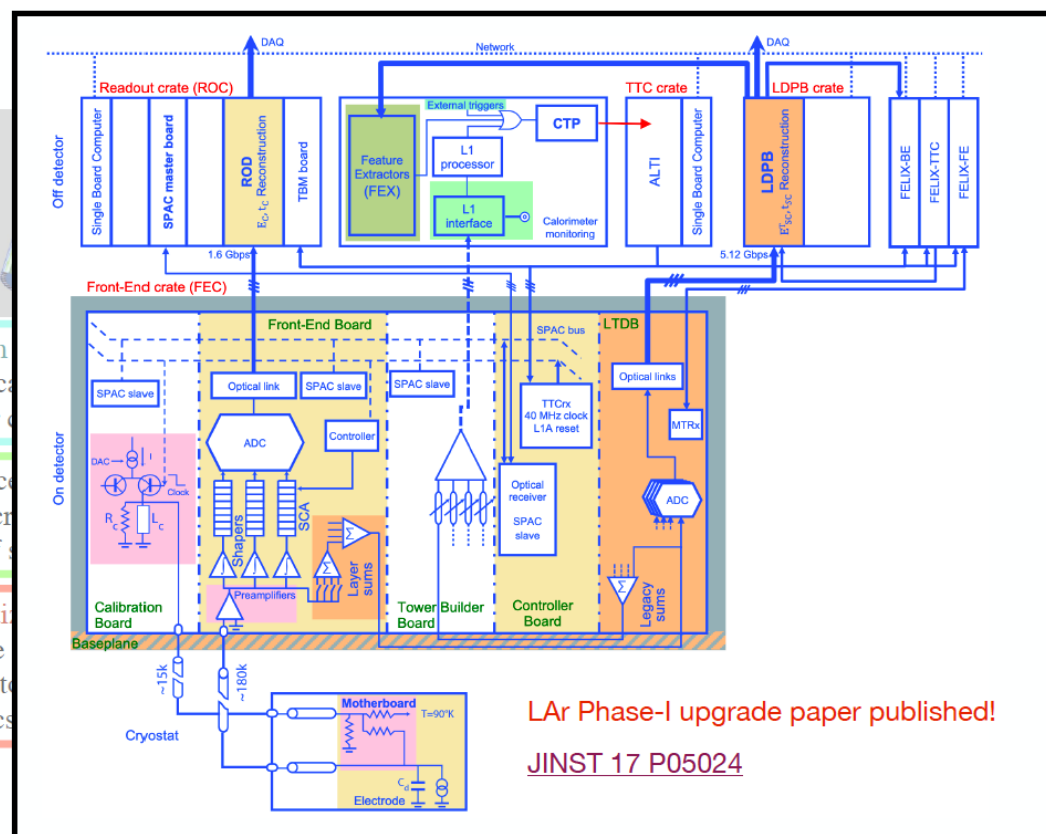 DAQ
DAQ
Network
Readout crate (ROC)
TTC crate
LDPB crate
Off detector
Single Board Computer
SPAC master board
ROD
E_C, t_C Reconstruction
TBM board
External triggers
Feature
Extractors
(FEX)
CTP
L1
processor
L1
interface
Calorimeter
monitoring
ALTI
Single Board Computer
LDPB
Reconstruction
FELIX-BE
FELIX-TTC
FELIX-FE
1.6 Gbps
5.12 Gbps
Front-End crate (FEC)
On detector
Front-End Board
SPAC bus
LTDB
SPAC slave
Optical link
SPAC slave
SPAC slave
TTCrx
40 MHz clock
L1A reset
Optical links
MTRx
ADC
Controller
DAC
I
Clock
R_C
L_C
Shapers
SCA
Optical
receiver
SPAC
slave
ADC
Σ
Σ
Layer
sums
Σ
Legacy
sums
Preamplifiers
Calibration
Board
Tower Builder
Board
Controller
Board
Baseplane
~15k
~180k
Cryostat
Motherboard
T=90°K
C_d
Electrode
LAr Phase-I upgrade paper published!
JINST 17 P05024